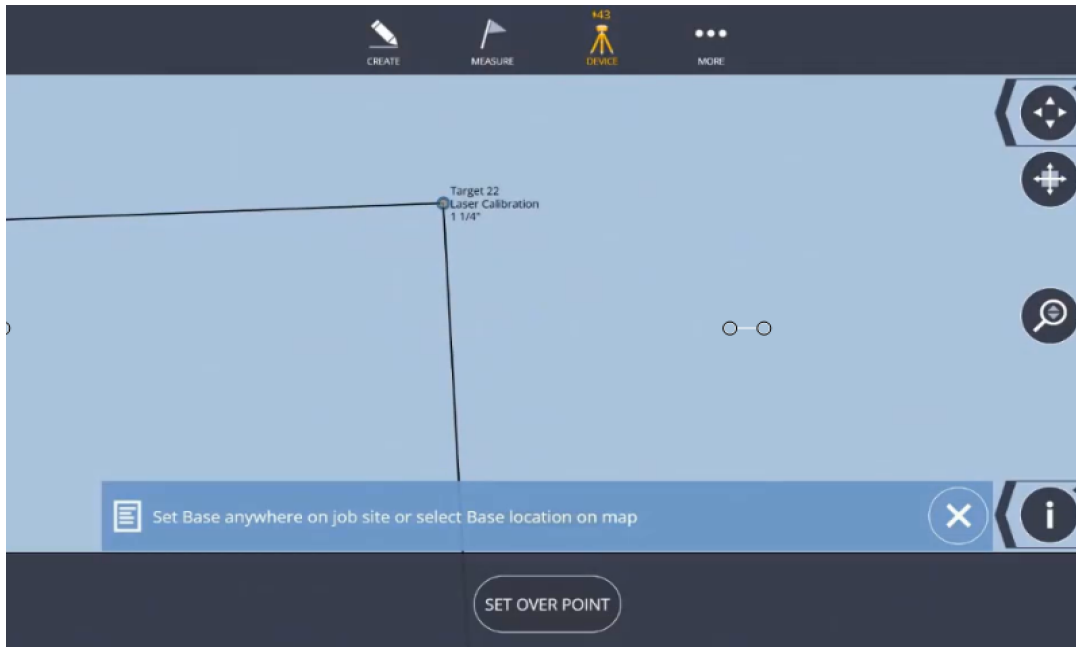 43
CREATE
MEASURE
DEVICE
MORE
Target 22
Laser Calibration
1 1/4"
Set Base anywhere on job site or select Base location on map
i
SET OVER POINT